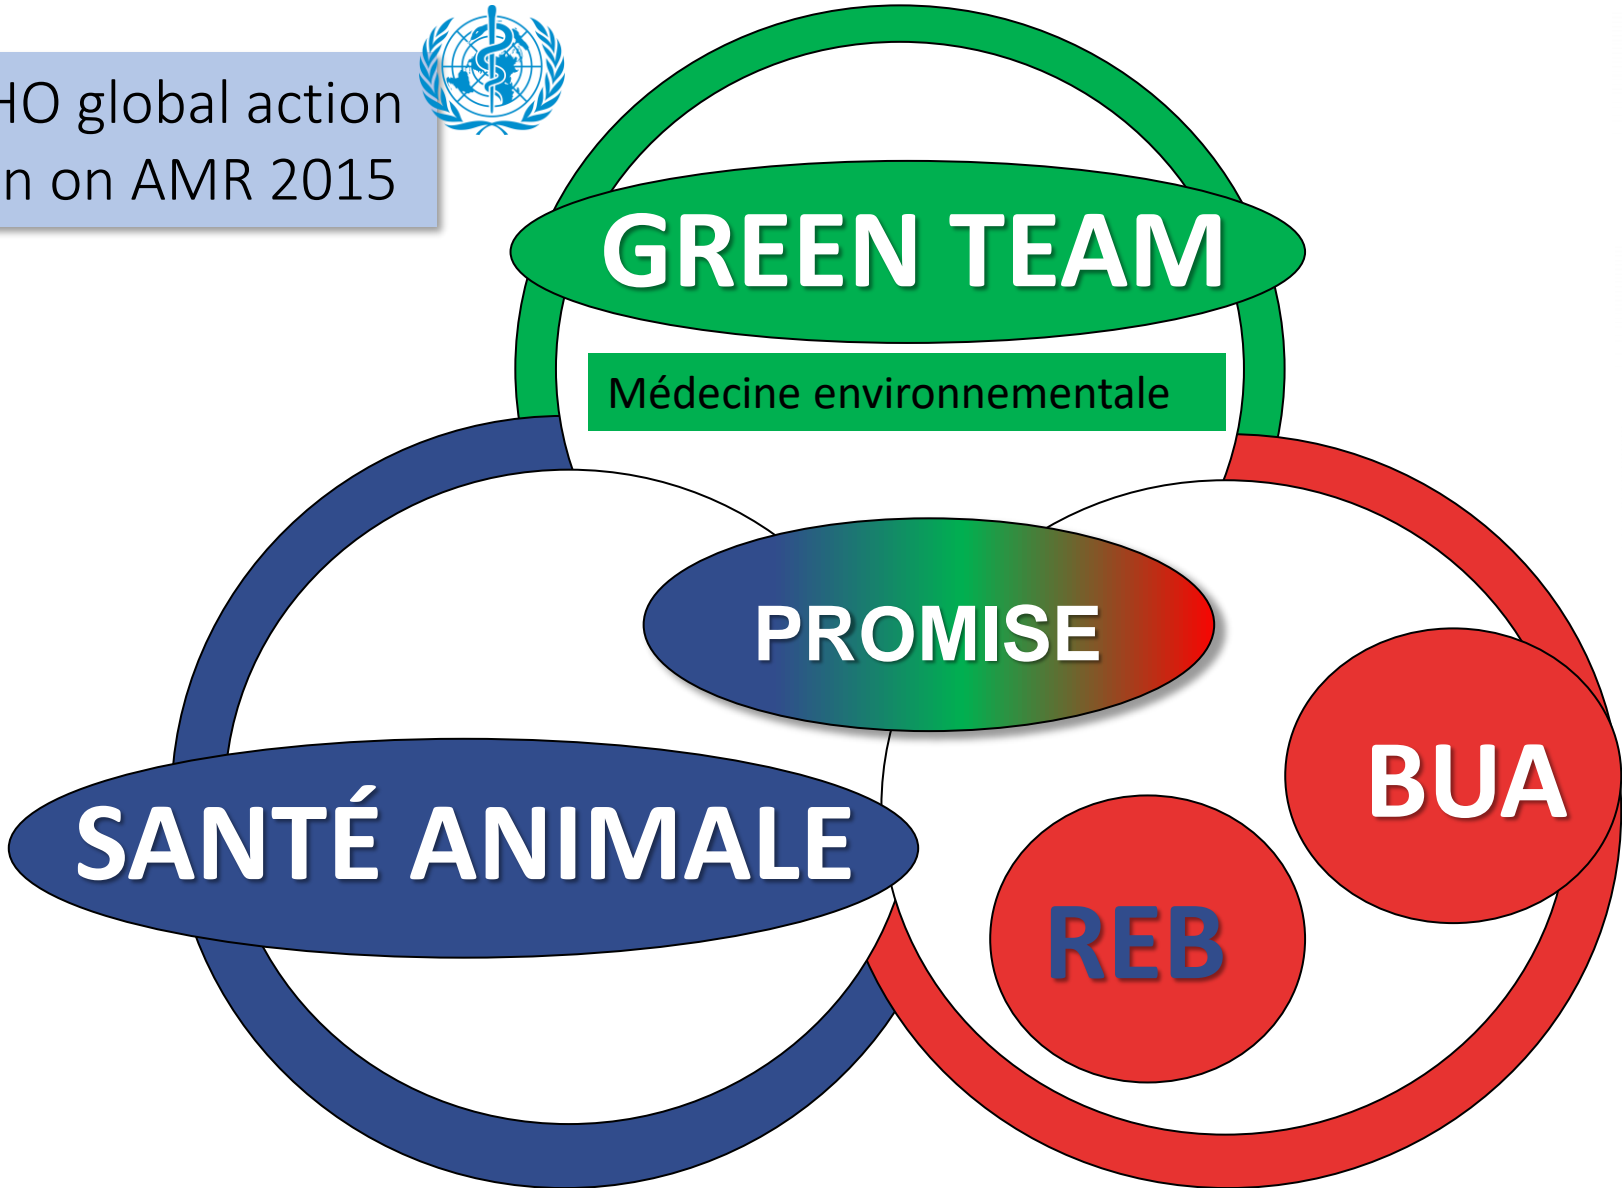 HO global action
n on AMR 2015
GREEN TEAM
Médecine environnementale
PROMISE
BUA
SANTÉ ANIMALE
REB